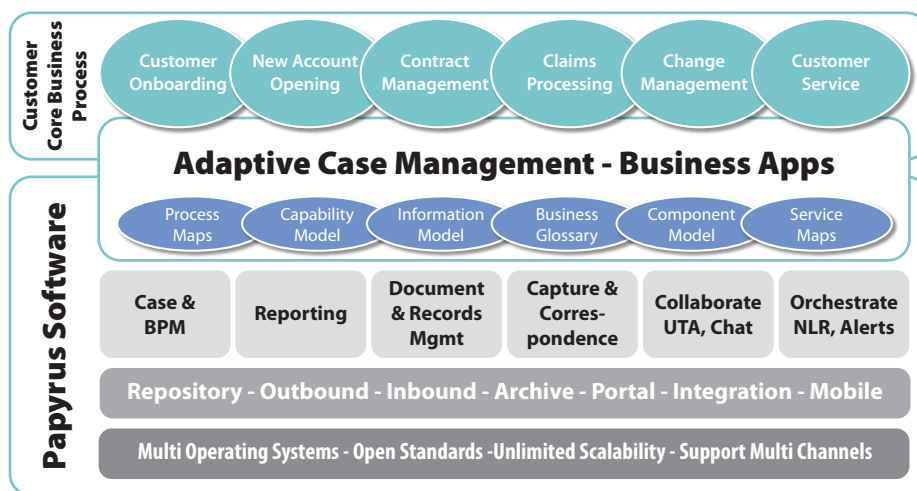 Customer
Core Business
Process
Customer
Onboarding
New Account
Opening
Contract
Management
Claims
Processing
Change
Management
Customer
Service
Adaptive Case Management - Business Apps
Process
Maps
Capability
Model
Information
Model
Business
Glossary
Component
Model
Service
Maps
Papyrus Software
Case &
BPM
Reporting
Document
& Records
Mgmt
Capture &
Corres-
pondence
Collaborate
UTA, Chat
Orchestrate
NLR, Alerts
Repository - Outbound - Inbound - Archive - Portal - Integration - Mobile
Multi Operating Systems - Open Standards -Unlimited Scalability - Support Multi Channels